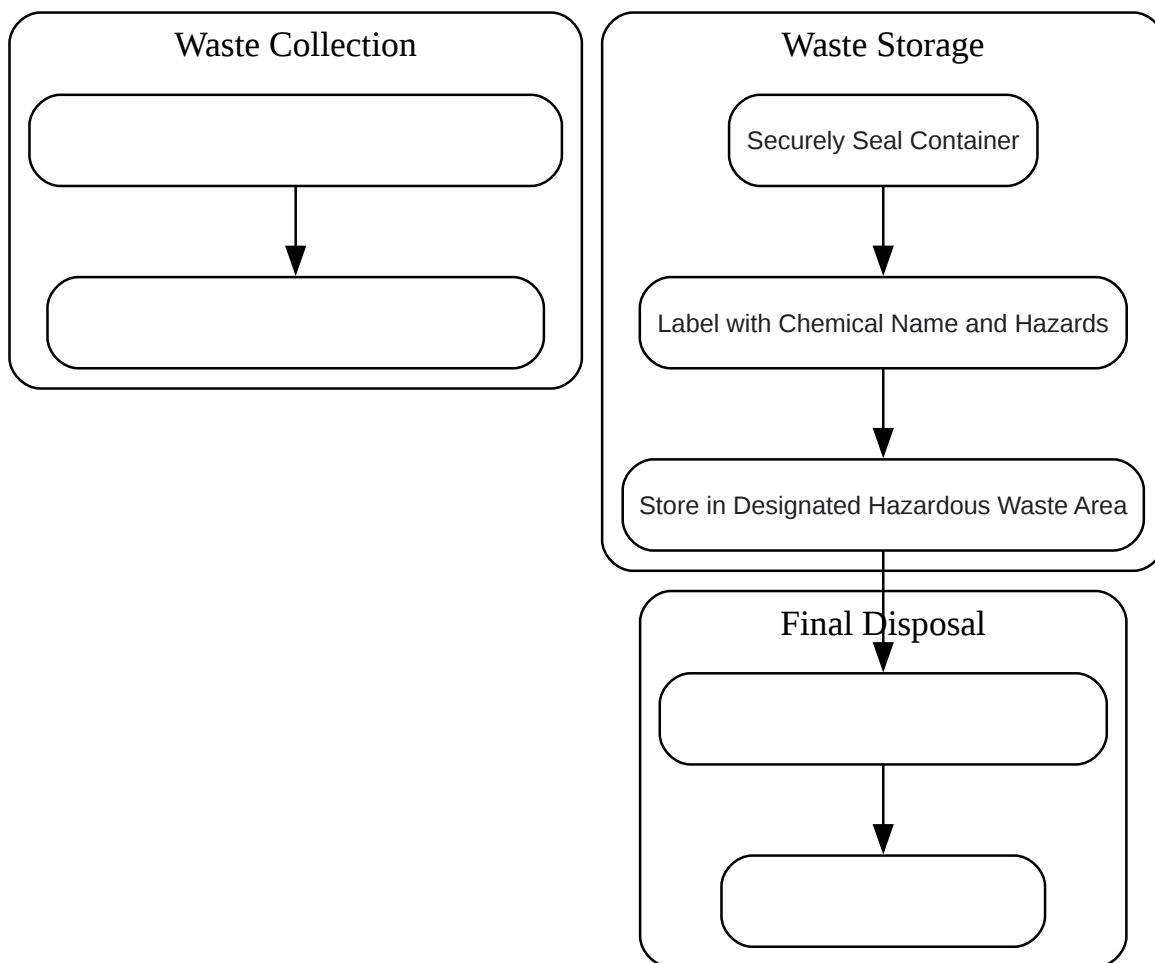 Waste Collection
Waste Storage
Securely Seal Container
Label with Chemical Name and Hazards
Store in Designated Hazardous Waste Area
Final Disposal